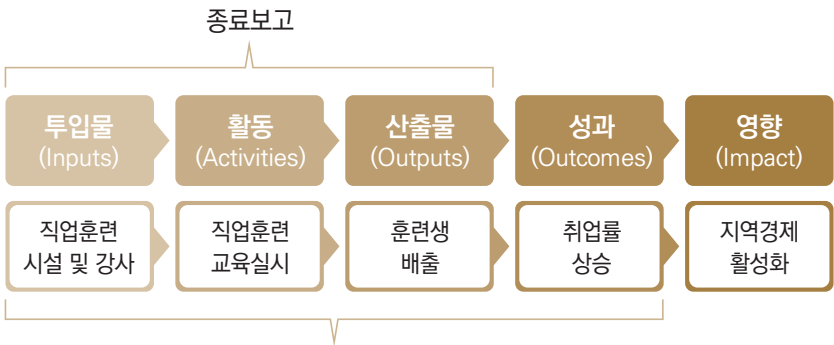 종료보고
투입물
(Inputs)
활동
(Activities)
산출물
(Outputs)
성과
(Outcomes)
영향
(Impact)
직업훈련
시설 및 강사
직업훈련
교육실시
훈련생
배출
취업률
상승
지역경제
활성화